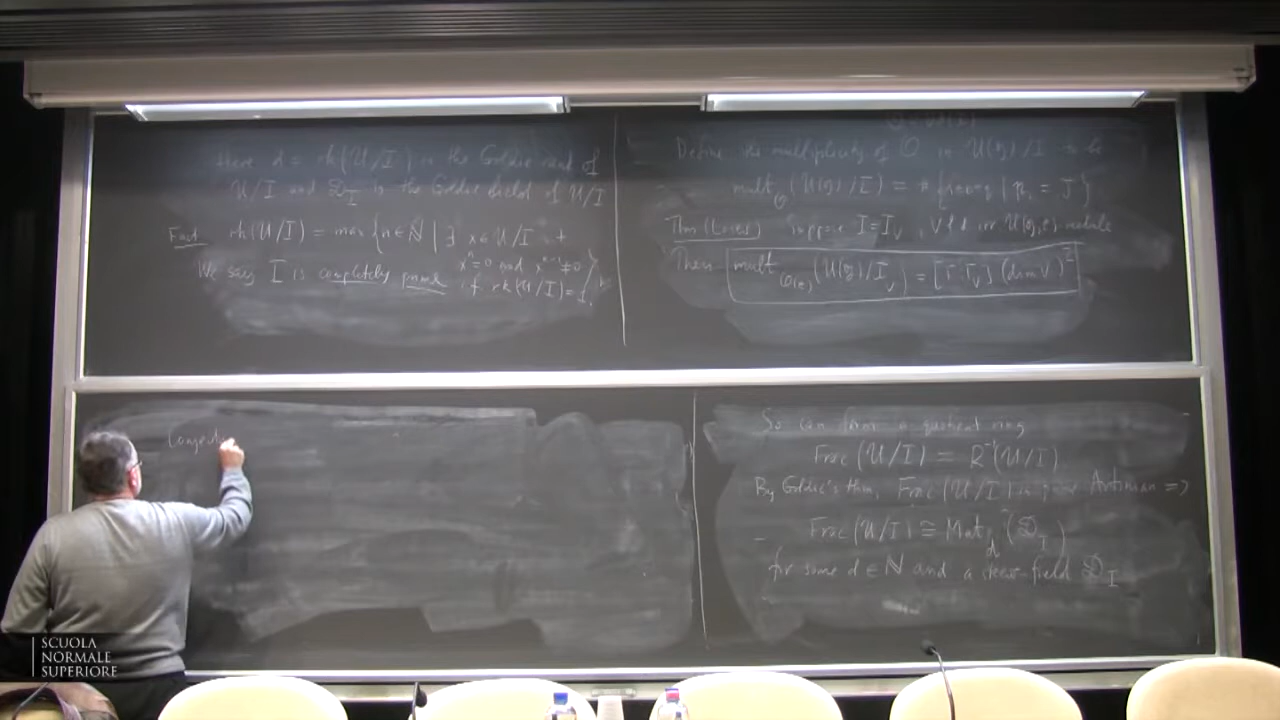 Here d = rk(U/I) is the Goldie rank of
U/I and 𝒟_I is the Goldie field of U/I
Fact rk(U/I) = max {n∈ℕ | ∃ x∈U/I
x^n=0 and x^{n-1}≠0}
We say I is completely prime if rk(U/I)=1.
Define the multiplicity of O in U(g)/I to be
mult_O (U(g)/I) = #{ | = J}
Thm (Losev) Suppose I=I_V, V f.d. irr U(g,e)-module
Then mult_{O(e)} (U(g)/I_V) = [Γ:Γ_V] (dim V)^2
So can form a quotient ring
Frac(U/I) = R^{-1}(U/I)
By Goldie's thm, Frac(U/I) is Artinian ⇒
Frac(U/I) ≅ Mat_d (𝒟_I)
for some d∈ℕ and a skew-field 𝒟_I
SCUOLA
NORMALE
SUPERIORE